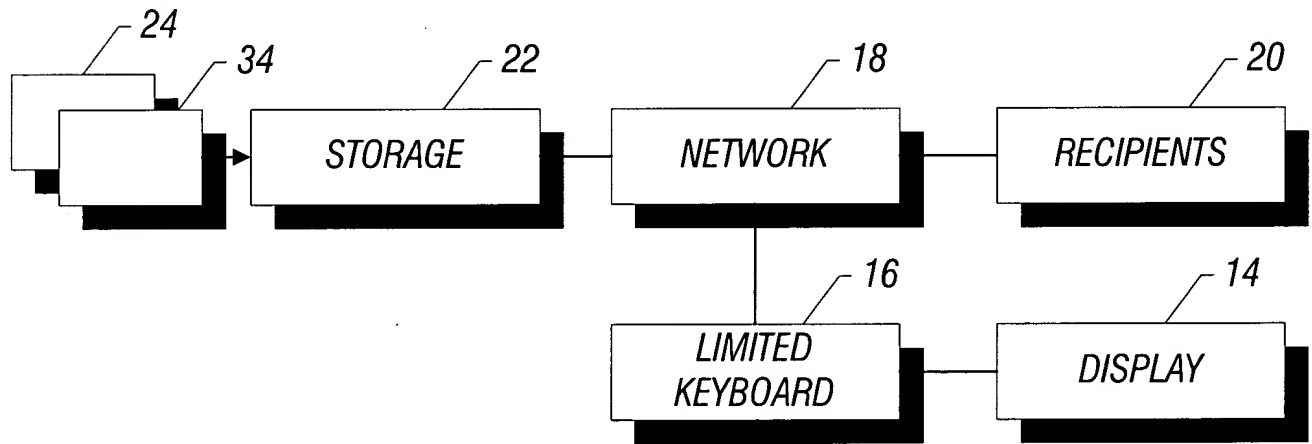 24
34
22
18
20
STORAGE
NETWORK
RECIPIENTS
16
14
LIMITED
KEYBOARD
DISPLAY